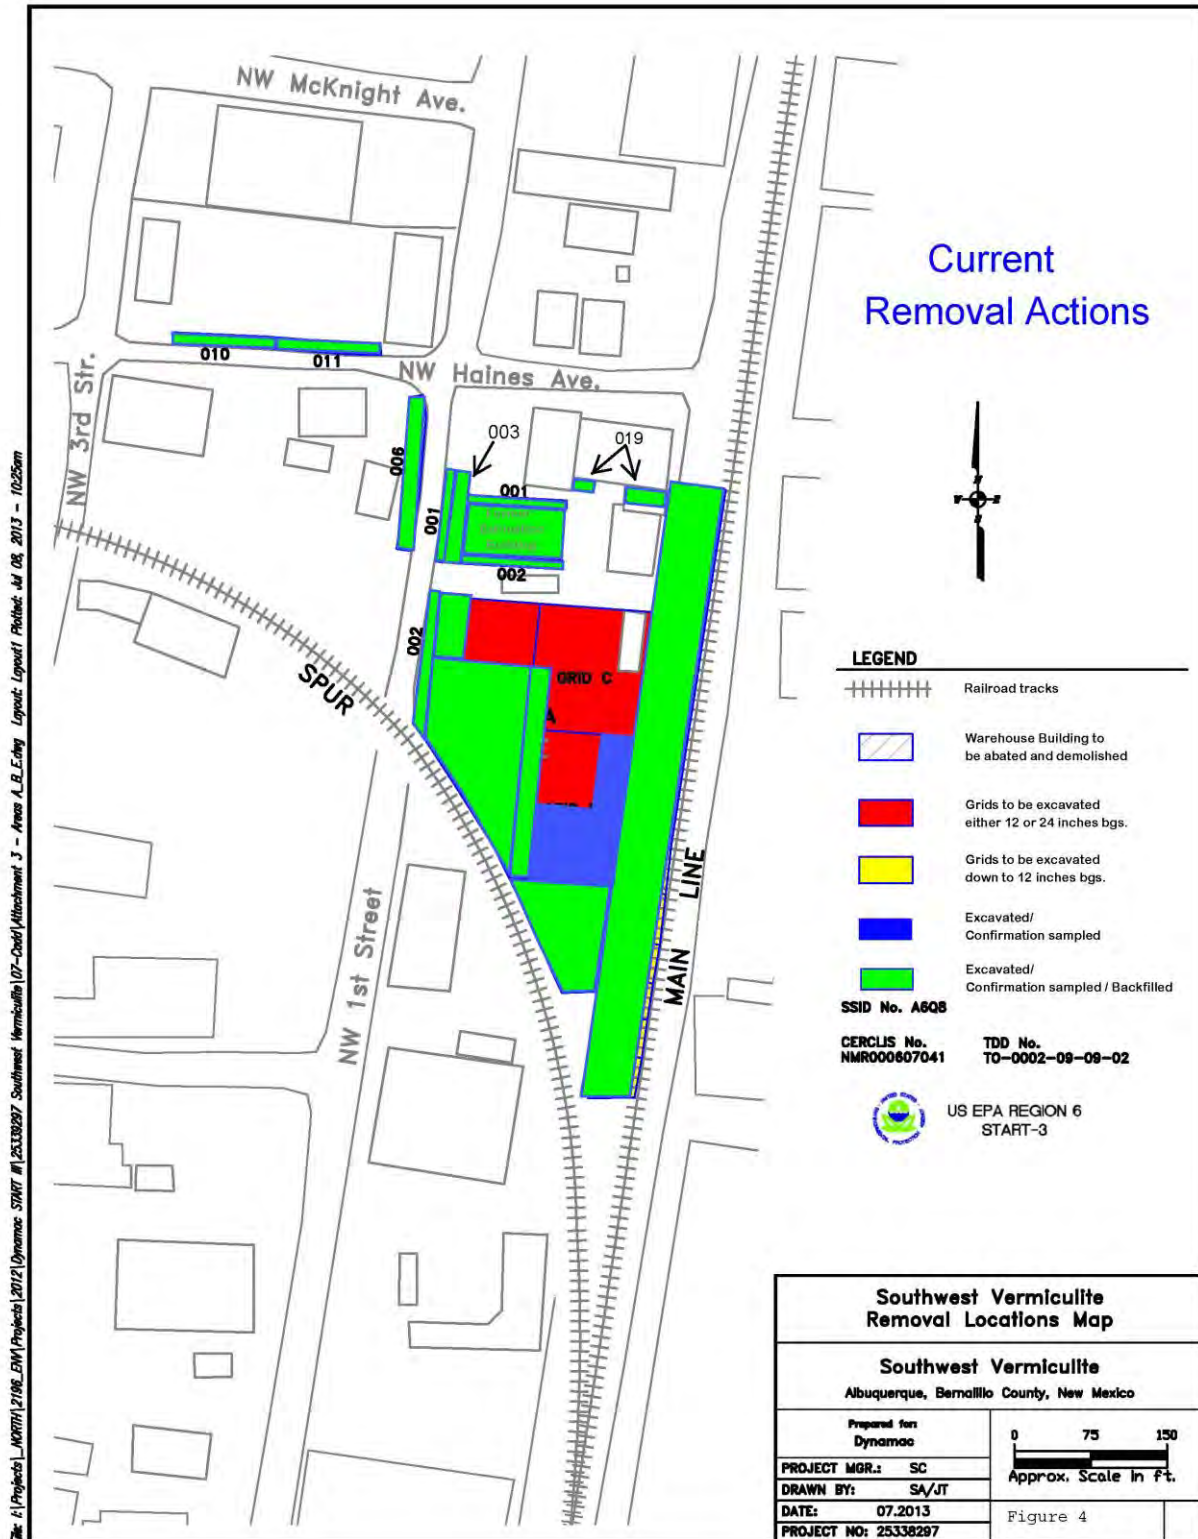 NW McKnight Ave.
Current
Removal Actions
010
011
NW Haines Ave.
NW 3rd Str.
003
019
006
001
001
002
002
SPUR
GRID C
A
LEGEND
Railroad tracks
Warehouse Building to
be abated and demolished
Grids to be excavated
either 12 or 24 inches bgs.
Grids to be excavated
down to 12 inches bgs.
Excavated/
Confirmation sampled
Excavated/
Confirmation sampled / Backfilled
MAIN LINE
NW 1st Street
SSID No. A6Q8
CERCLIS No.
NMR000607041
TDD No.
TO-0002-09-09-02
US EPA REGION 6
START-3
Southwest Vermiculite
Removal Locations Map
Southwest Vermiculite
Albuquerque, Bernalillo County, New Mexico
Prepared for:
Dynamac
PROJECT MGR.: SC
DRAWN BY: SA/JT
DATE: 07.2013
PROJECT NO: 25338297
0 75 150
Approx. Scale in ft.
Figure 4